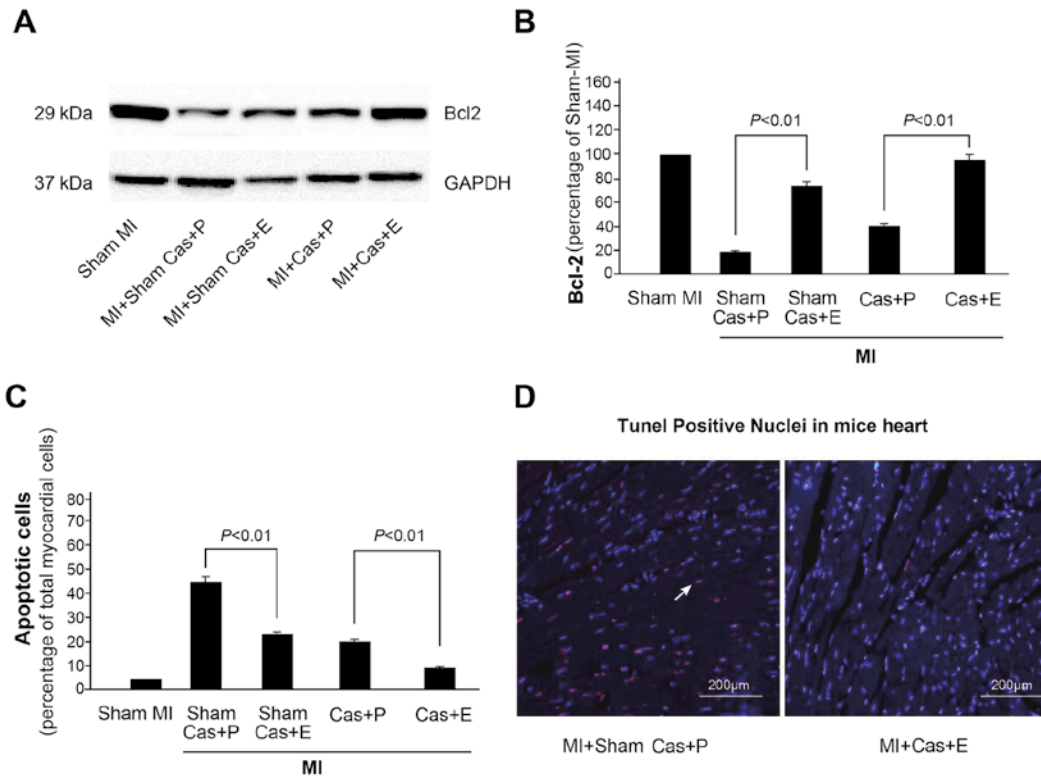 A
29 kDa
Bcl2
37 kDa
GAPDH
Sham MI
MI+Sham Cas+P
MI+Sham Cas+E
MI+Cas+P
MI+Cas+E
B
Bcl-2 (percentage of Sham-MI)
160
140
120
100
80
60
40
20
0
P<0.01
P<0.01
Sham MI
Sham
Cas+P
Sham
Cas+E
Cas+P
Cas+E
MI
C
Apoptotic cells
(percentage of total myocardial cells)
80
70
60
50
40
30
20
10
0
P<0.01
P<0.01
Sham MI
Sham
Cas+P
Sham
Cas+E
Cas+P
Cas+E
MI
D
Tunel Positive Nuclei in mice heart
200μm
200μm
MI+Sham Cas+P
MI+Cas+E